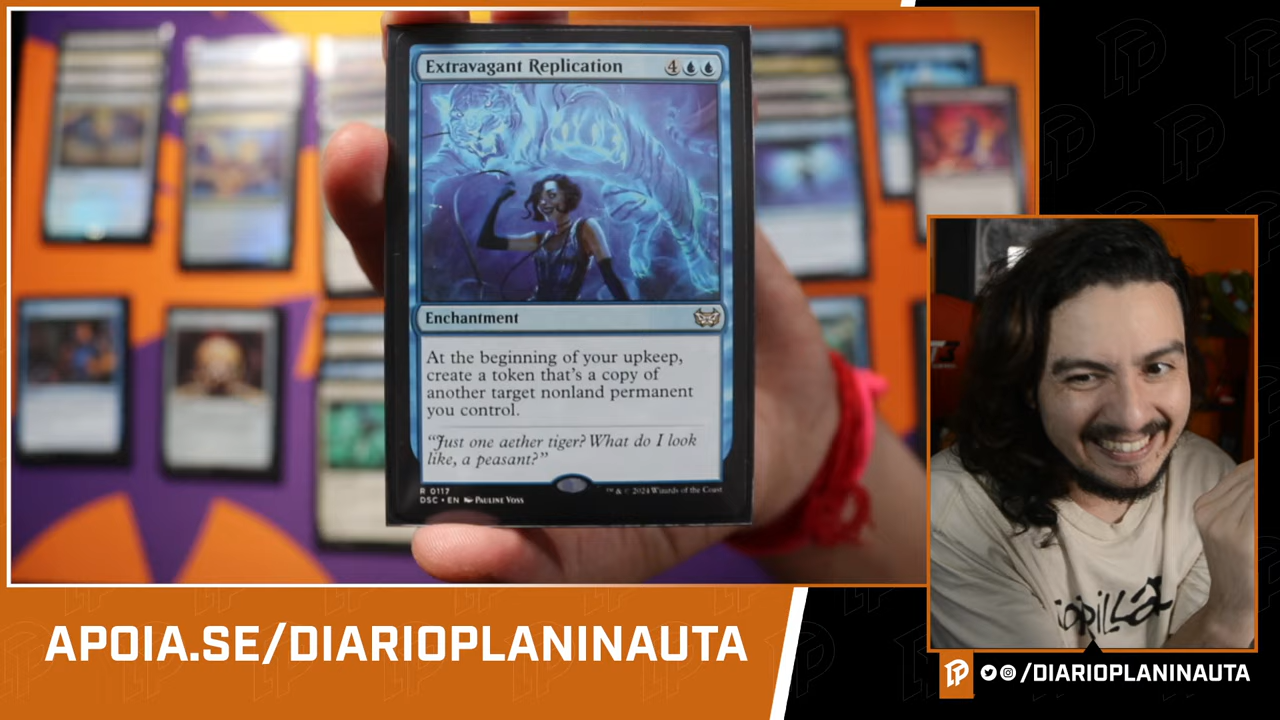 Extravagant Replication 4
Enchantment
At the beginning of your upkeep,
create a token that's a copy of
another target nonland permanent
you control.
"Just one aether tiger? What do I look
like, a peasant?"
R 0117
DSC • EN Pauline Voss
™ & © 2024 Wizards of the Coast
GORILLA
APOIA.SE/DIARIOPLANINAUTA
/DIARIOPLANINAUTA